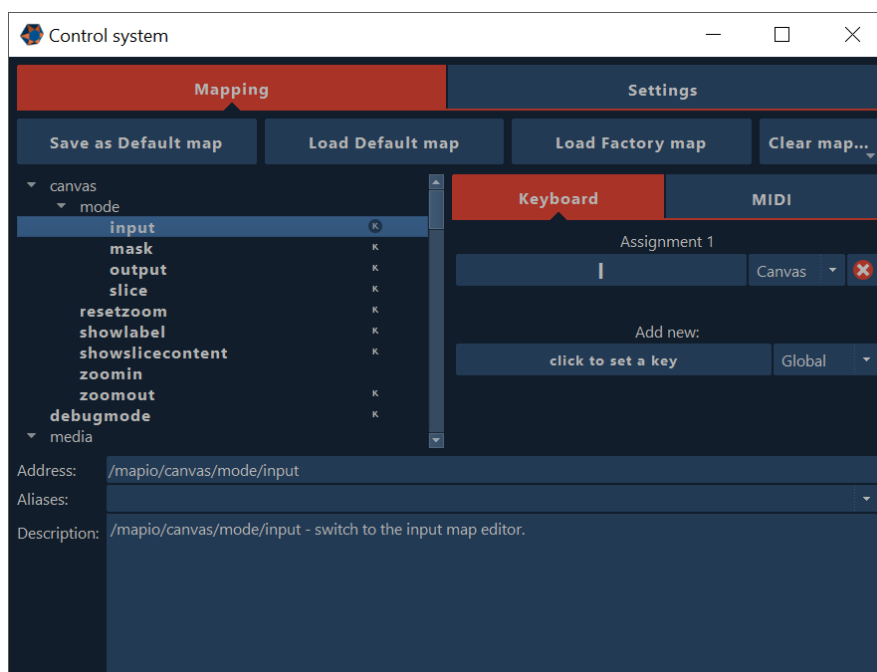 Control system
Mapping Settings
Save as Default map Load Default map Load Factory map Clear map...
canvas
mode
input K
mask K
output K
slice K
resetzoom K
showlabel K
showslicecontent K
zoomin
zoomout K
debugmode K
media
Keyboard MIDI
Assignment 1
I Canvas
Add new:
click to set a key Global
Address: /mapio/canvas/mode/input
Aliases:
Description: /mapio/canvas/mode/input - switch to the input map editor.